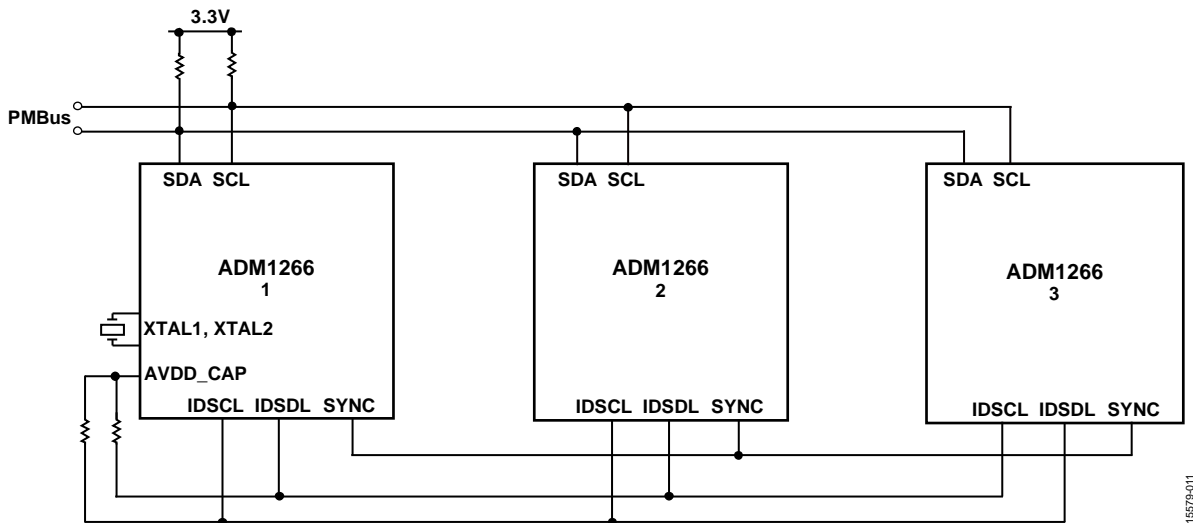 3.3V
PMBus
SDA SCL
SDA SCL
SDA SCL
ADM1266
1
ADM1266
2
ADM1266
3
XTAL1, XTAL2
AVDD_CAP
IDSCL IDSDL SYNC
IDSCL IDSDL SYNC
IDSCL IDSDL SYNC
15579-011